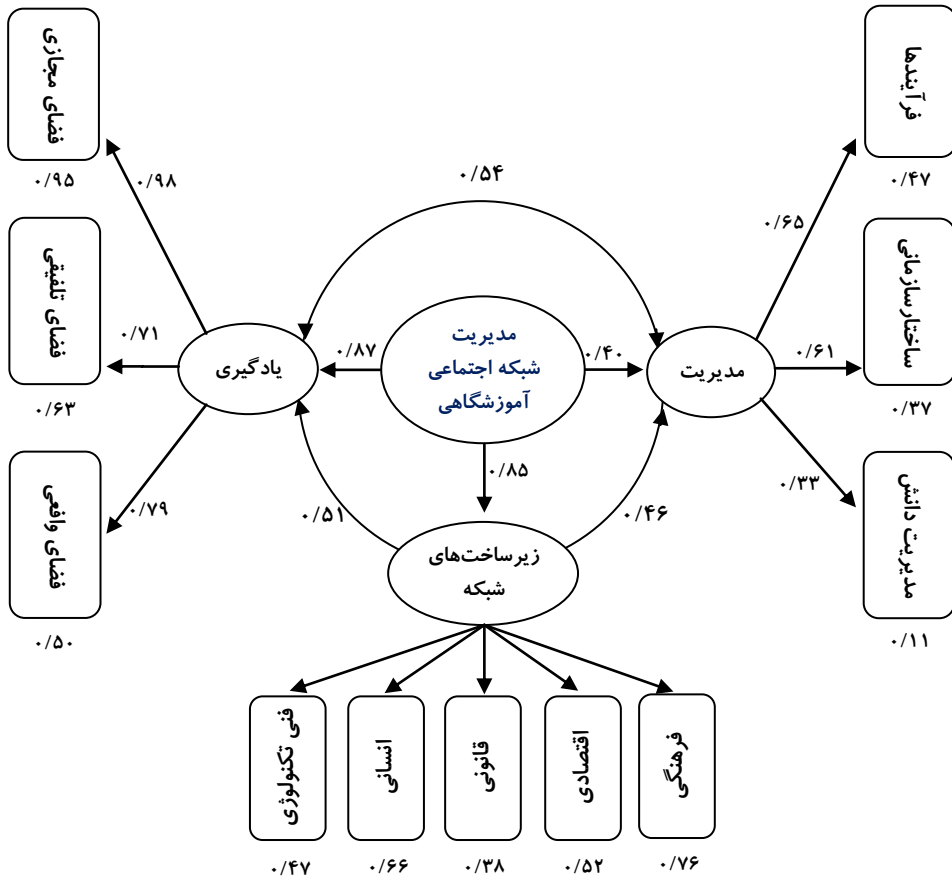 فضای مجازی
۰/۹۵
فضای تلفیقی
۰/۶۳
فضای واقعی
۰/۵۰
۰/۹۸
۰/۷۱
۰/۷۹
یادگیری
۰/۵۴
۰/۸۷
مدیریت
شبکه اجتماعی
آموزشگاهی
۰/۴۰
مدیریت
۰/۸۵
۰/۵۱
۰/۴۶
زیرساخت‌های
شبکه
۰/۶۵
۰/۶۱
۰/۳۳
فرآیندها
۰/۴۷
ساختارسازمانی
۰/۳۷
مدیریت دانش
۰/۱۱
فنی تکنولوژی
انسانی
قانونی
اقتصادی
فرهنگی
۰/۴۷
۰/۶۶
۰/۳۸
۰/۵۲
۰/۷۶